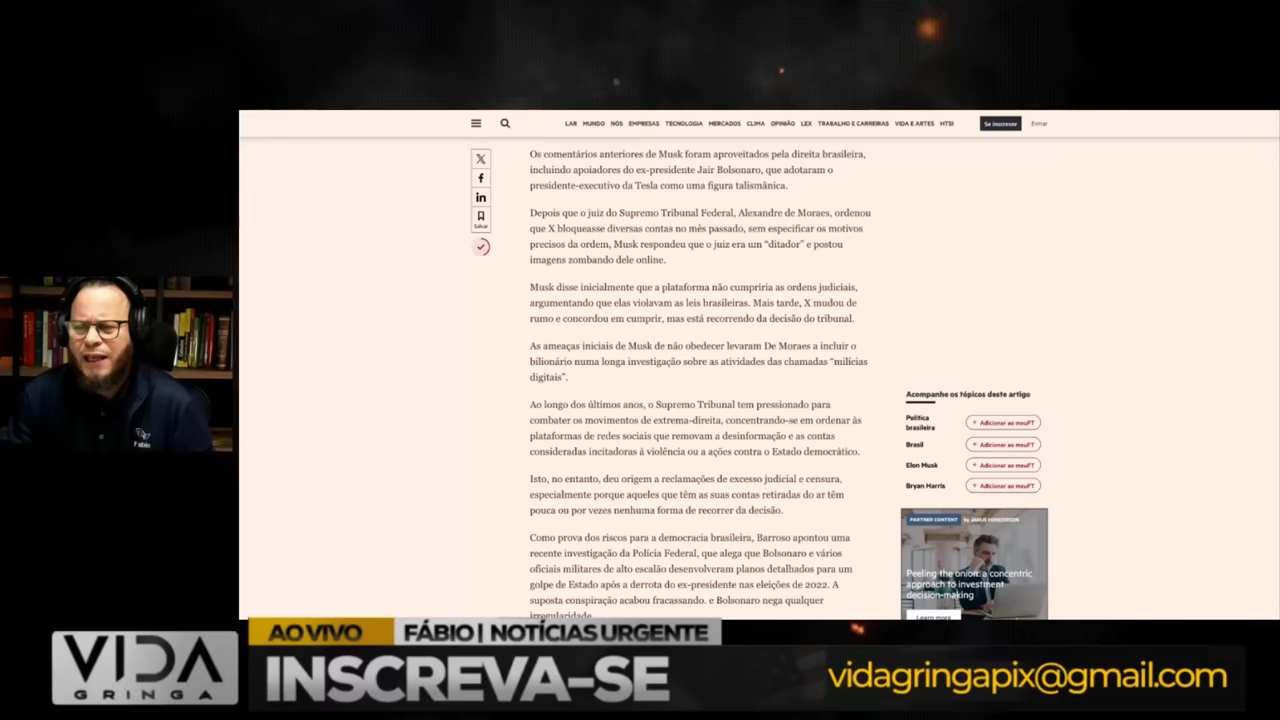 LAR MUNDO NÓS EMPRESAS TECNOLOGIA MERCADOS CLIMA OPINIÃO LEX TRABALHO E CARREIRAS VIDA E ARTES HTSI Se inscrever Entrar
Os comentários anteriores de Musk foram aproveitados pela direita brasileira,
incluindo apoiadores do ex-presidente Jair Bolsonaro, que adotaram o
presidente-executivo da Tesla como uma figura talismânica.
Depois que o juiz do Supremo Tribunal Federal, Alexandre de Moraes, ordenou
que X bloqueasse diversas contas no mês passado, sem especificar os motivos
precisos da ordem, Musk respondeu que o juiz era um “ditador” e postou
imagens zombando dele online.
Musk disse inicialmente que a plataforma não cumpriria as ordens judiciais,
argumentando que elas violavam as leis brasileiras. Mais tarde, X mudou de
rumo e concordou em cumprir, mas está recorrendo da decisão do tribunal.
As ameaças iniciais de Musk de não obedecer levaram De Moraes a incluir o
bilionário numa longa investigação sobre as atividades das chamadas “milícias
digitais”.
Ao longo dos últimos anos, o Supremo Tribunal tem pressionado para
combater os movimentos de extrema-direita, concentrando-se em ordenar às
plataformas de redes sociais que removam a desinformação e as contas
consideradas incitadoras à violência ou a ações contra o Estado democrático.
Isto, no entanto, deu origem a reclamações de excesso judicial e censura,
especialmente porque aqueles que têm as suas contas retiradas do ar têm
pouca ou por vezes nenhuma forma de recorrer da decisão.
Como prova dos riscos para a democracia brasileira, Barroso apontou uma
recente investigação da Polícia Federal, que alega que Bolsonaro e vários
oficiais militares de alto escalão desenvolveram planos detalhados para um
golpe de Estado após a derrota do ex-presidente nas eleições de 2022. A
suposta conspiração acabou fracassando. e Bolsonaro nega qualquer
irregularidade.
Salvar
Acompanhe os tópicos deste artigo
Política
brasileira
+ Adicionar ao meuFT
Brasil + Adicionar ao meuFT
Elon Musk + Adicionar ao meuFT
Bryan Harris + Adicionar ao meuFT
PARTNER CONTENT by JANUS HENDERSON
Peeling the onion: a concentric
approach to investment
decision-making
Learn more
Fábio
VIDA
GRINGA
AO VIVO FÁBIO | NOTÍCIAS URGENTE
INSCREVA-SE
vidagringapix@gmail.com